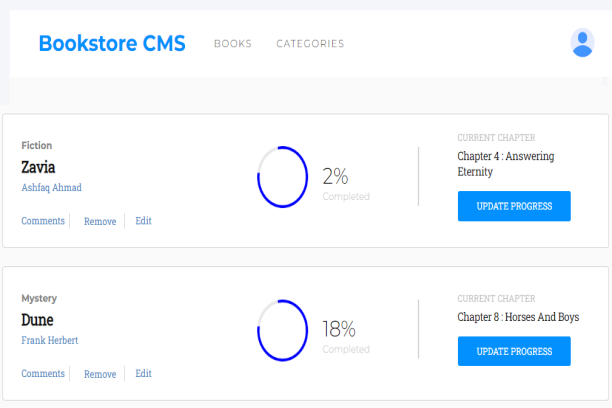 Bookstore CMS BOOKS CATEGORIES
Fiction
Zavia
Ashfaq Ahmad
Comments Remove Edit
2%
Completed
CURRENT CHAPTER
Chapter 4 : Answering
Eternity
UPDATE PROGRESS
Mystery
Dune
Frank Herbert
Comments Remove Edit
18%
Completed
CURRENT CHAPTER
Chapter 8 : Horses And Boys
UPDATE PROGRESS